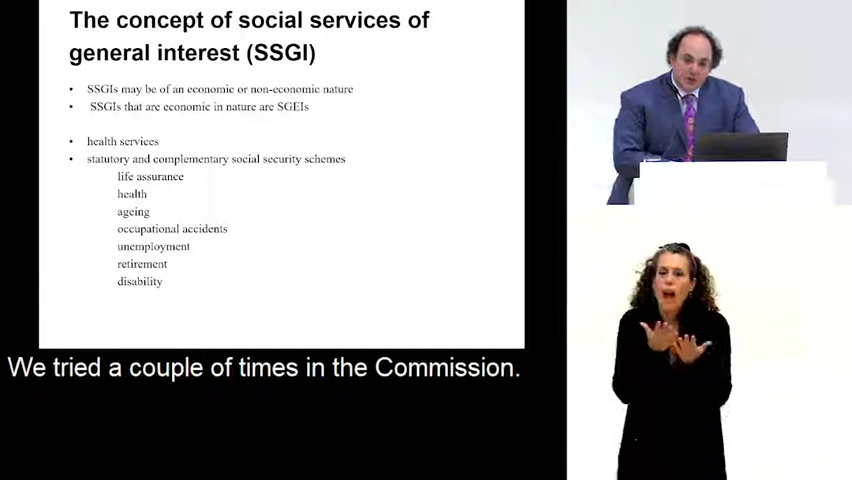 The concept of social services of
general interest (SSGI)
• SSGIs may be of an economic or non-economic nature
• SSGIs that are economic in nature are SGEIs
• health services
• statutory and complementary social security schemes
life assurance
health
ageing
occupational accidents
unemployment
retirement
disability
We tried a couple of times in the Commission.